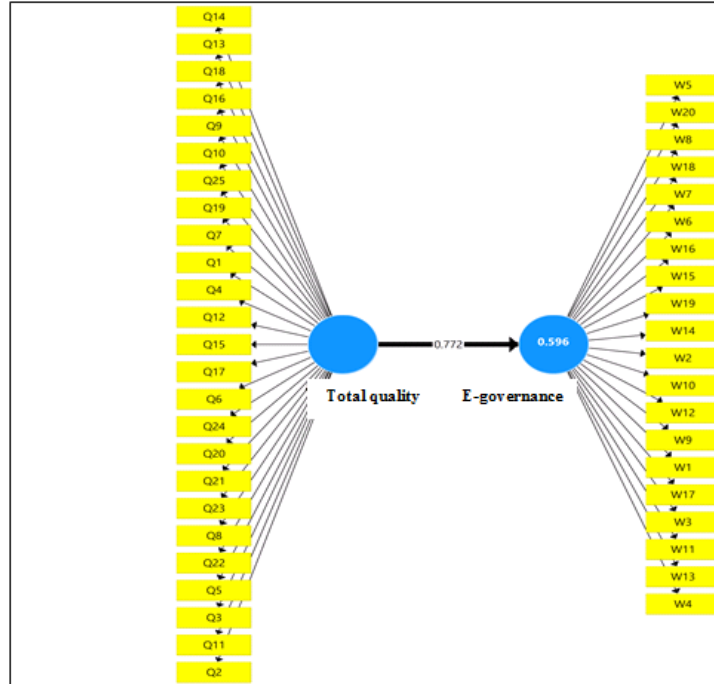 Q14
Q13
Q18
Q16
Q9
Q10
Q25
Q19
Q7
Q1
Q4
Q12
Q15
Q17
Q6
Q24
Q20
Q21
Q23
Q8
Q22
Q5
Q3
Q11
Q2
0.772
0.596
Total quality
E-governance
W5
W20
W8
W18
W7
W6
W16
W15
W19
W14
W2
W10
W12
W9
W1
W17
W3
W11
W13
W4